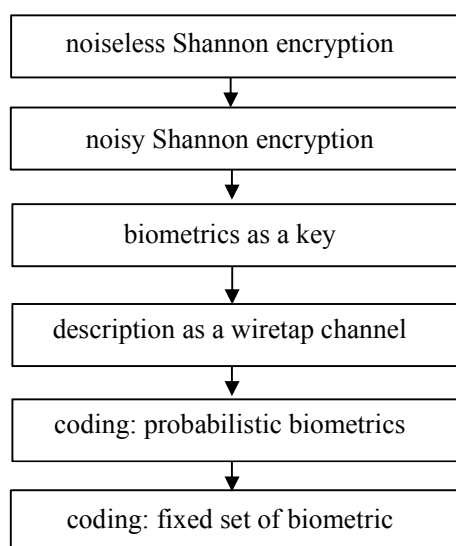 noiseless Shannon encryption
noisy Shannon encryption
biometrics as a key
description as a wiretap channel
coding: probabilistic biometrics
coding: fixed set of biometric